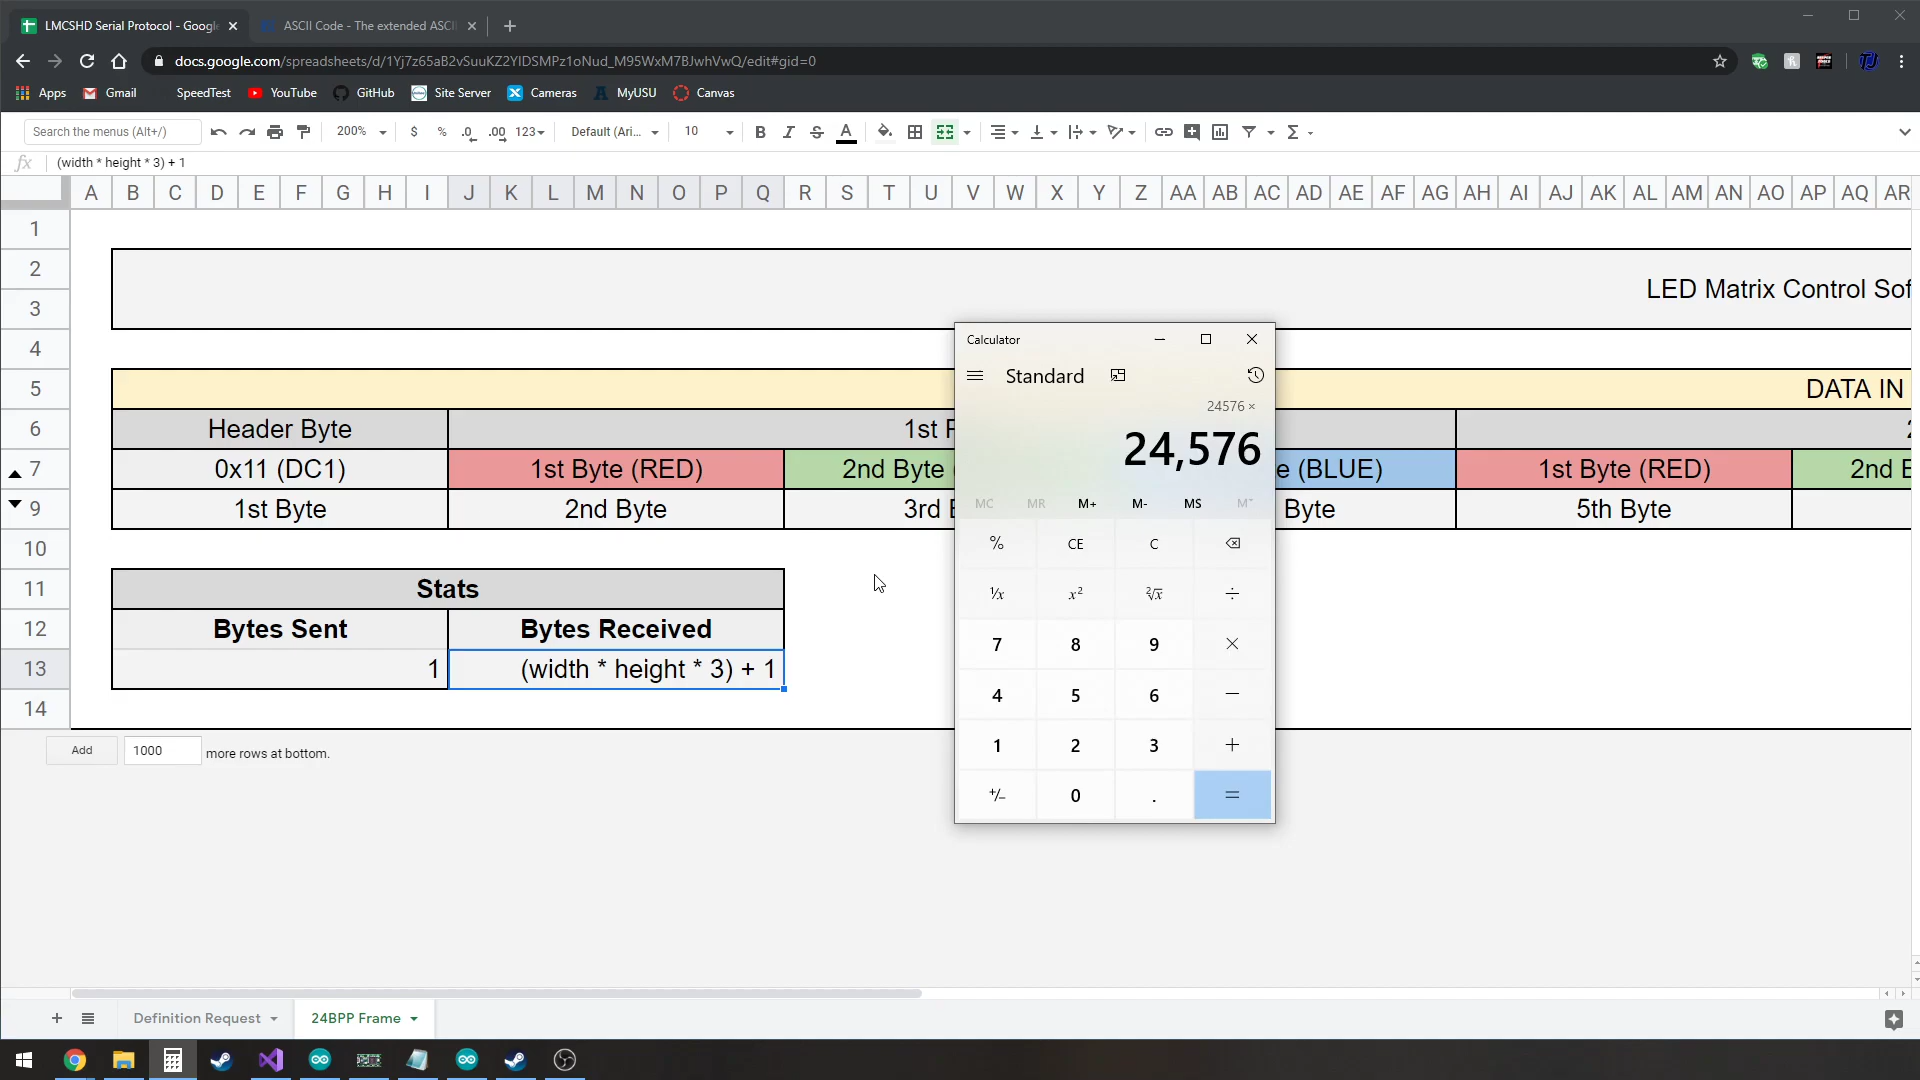 LMCSHD Serial Protocol - Google
ASCII Code - The extended ASCII
docs.google.com/spreadsheets/d/1Yj7z65aB2vSuuKZ2YIDSMPz1oNud_M95WxM7BJwhVwQ/edit#gid=0
Apps Gmail SpeedTest YouTube GitHub Site Server Cameras MyUSU Canvas
Search the menus (Alt+/) 200% $ % .0 .00 123 Default (Ari... 10 B I S A Σ
fx (width * height * 3) + 1
A B C D E F G H I J K L M N O P Q R S T U V W X Y Z AA AB AC AD AE AF AG AH AI AJ AK AL AM AN AO AP AQ AR
1
2
LED Matrix Control Sof
3
4
5 DATA IN
6 Header Byte 1st
7 0x11 (DC1) 1st Byte (RED) 2nd Byte (BLUE) 1st Byte (RED) 2nd
9 1st Byte 2nd Byte 3rd Byte 5th Byte
10
11 Stats
12 Bytes Sent Bytes Received
13 1 (width * height * 3) + 1
14
Add 1000 more rows at bottom.
Calculator
Standard
24576 ×
24,576
MC MR M+ M- MS M˅
% CE C
¹/x x² ²√x ÷
7 8 9 ×
4 5 6 −
1 2 3 +
+/− 0 . =
+ Definition Request 24BPP Frame